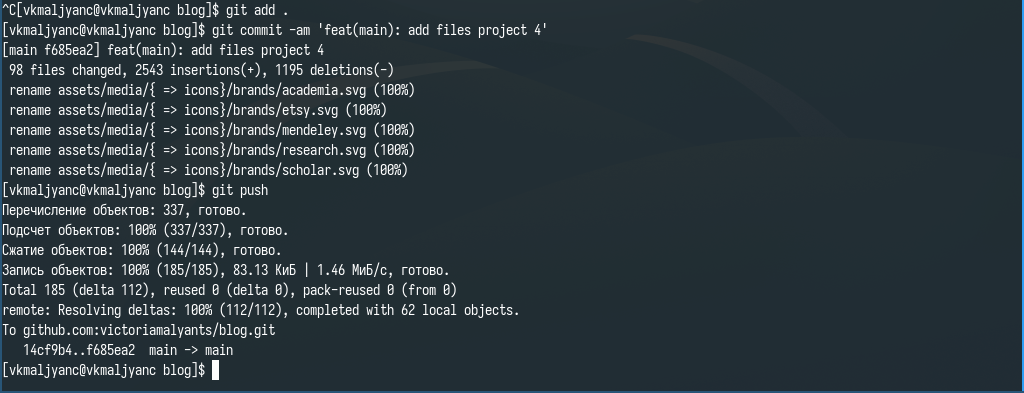 ^C[vkmaljyanc@vkmaljyanc blog]$ git add .
[vkmaljyanc@vkmaljyanc blog]$ git commit -am 'feat(main): add files project 4'
[main f685ea2] feat(main): add files project 4
 98 files changed, 2543 insertions(+), 1195 deletions(-)
 rename assets/media/{ => icons}/brands/academia.svg (100%)
 rename assets/media/{ => icons}/brands/etsy.svg (100%)
 rename assets/media/{ => icons}/brands/mendeley.svg (100%)
 rename assets/media/{ => icons}/brands/research.svg (100%)
 rename assets/media/{ => icons}/brands/scholar.svg (100%)
[vkmaljyanc@vkmaljyanc blog]$ git push
Перечисление объектов: 337, готово.
Подсчет объектов: 100% (337/337), готово.
Сжатие объектов: 100% (144/144), готово.
Запись объектов: 100% (185/185), 83.13 КиБ | 1.46 МиБ/с, готово.
Total 185 (delta 112), reused 0 (delta 0), pack-reused 0 (from 0)
remote: Resolving deltas: 100% (112/112), completed with 62 local objects.
To github.com:victoriamalyants/blog.git
   14cf9b4..f685ea2  main -> main
[vkmaljyanc@vkmaljyanc blog]$